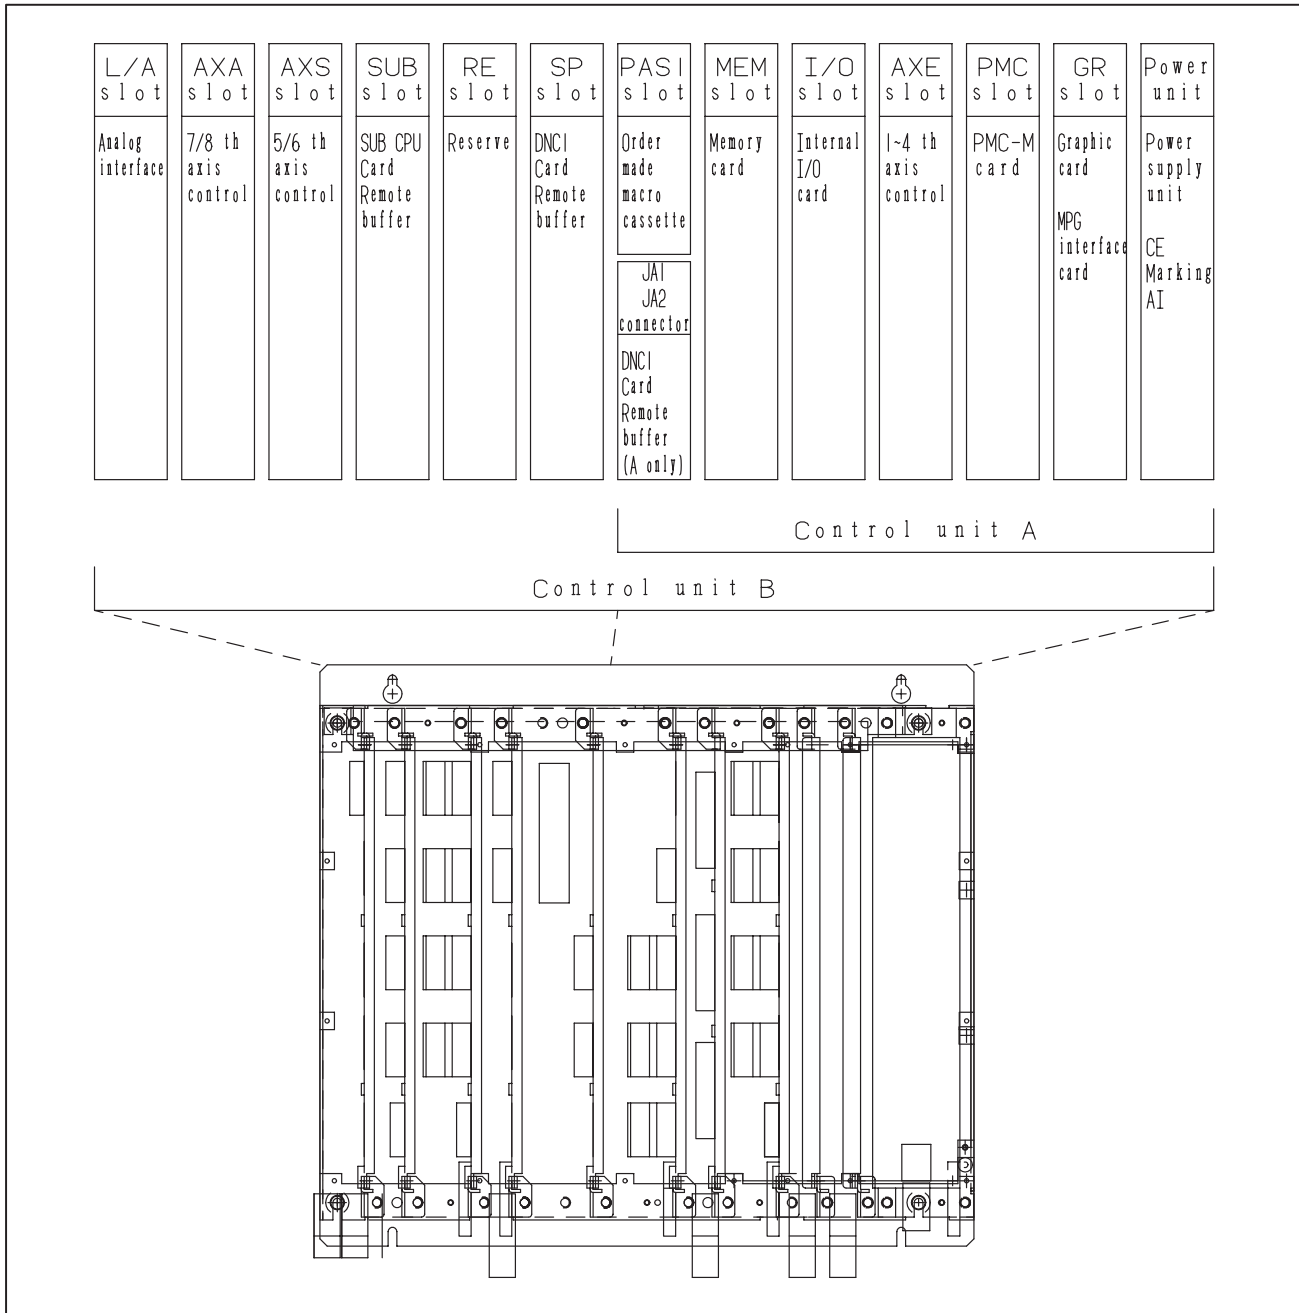 L/A
slot
Analog
interface
AXA
slot
7/8 th
axis
control
AXS
slot
5/6 th
axis
control
SUB
slot
SUB CPU
Card
Remote
buffer
RE
slot
Reserve
SP
slot
DNC1
Card
Remote
buffer
PAS1
slot
Order
made
macro
cassette
JA1
JA2
connector
DNC1
Card
Remote
buffer
(A only)
MEM
slot
Memory
card
I/O
slot
Internal
I/O
card
AXE
slot
1~4 th
axis
control
PMC
slot
PMC-M
card
GR
slot
Graphic
card
MPG
interface
card
Power
unit
Power
supply
unit
CE
Marking
AI
Control unit A
Control unit B